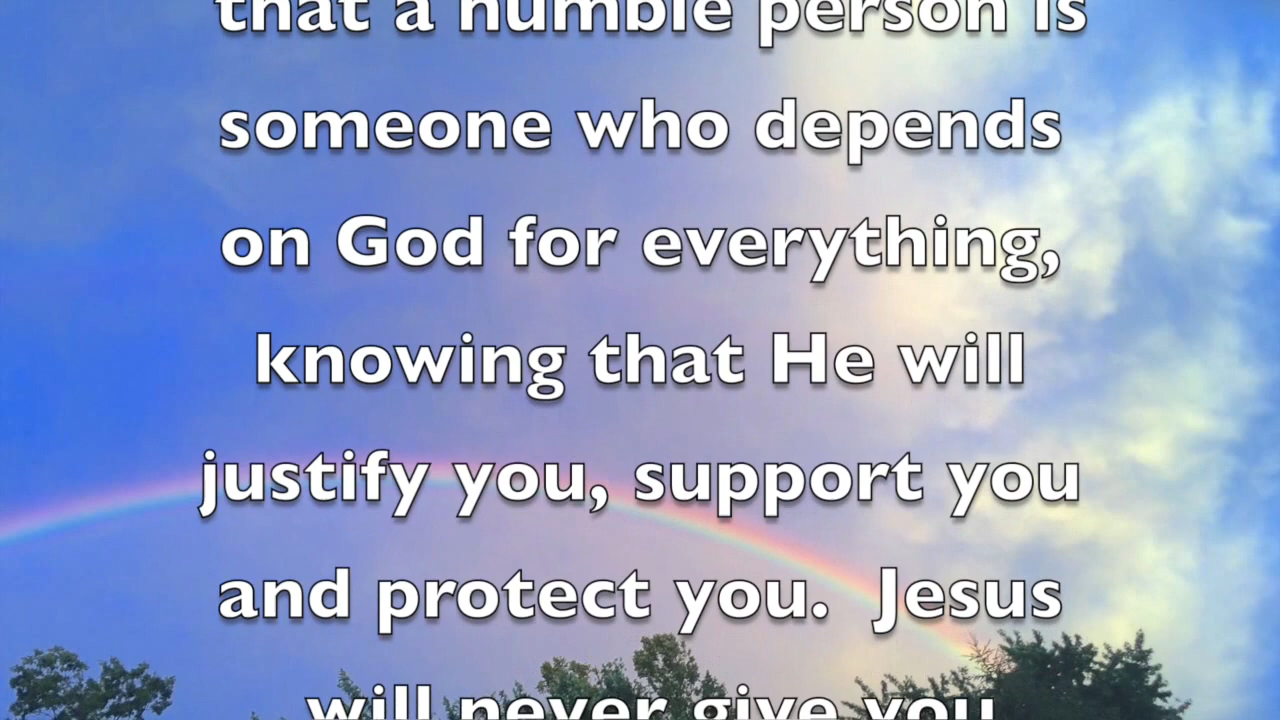 that a humble person is
someone who depends
on God for everything,
knowing that He will
justify you, support you
and protect you.  Jesus
will never give you